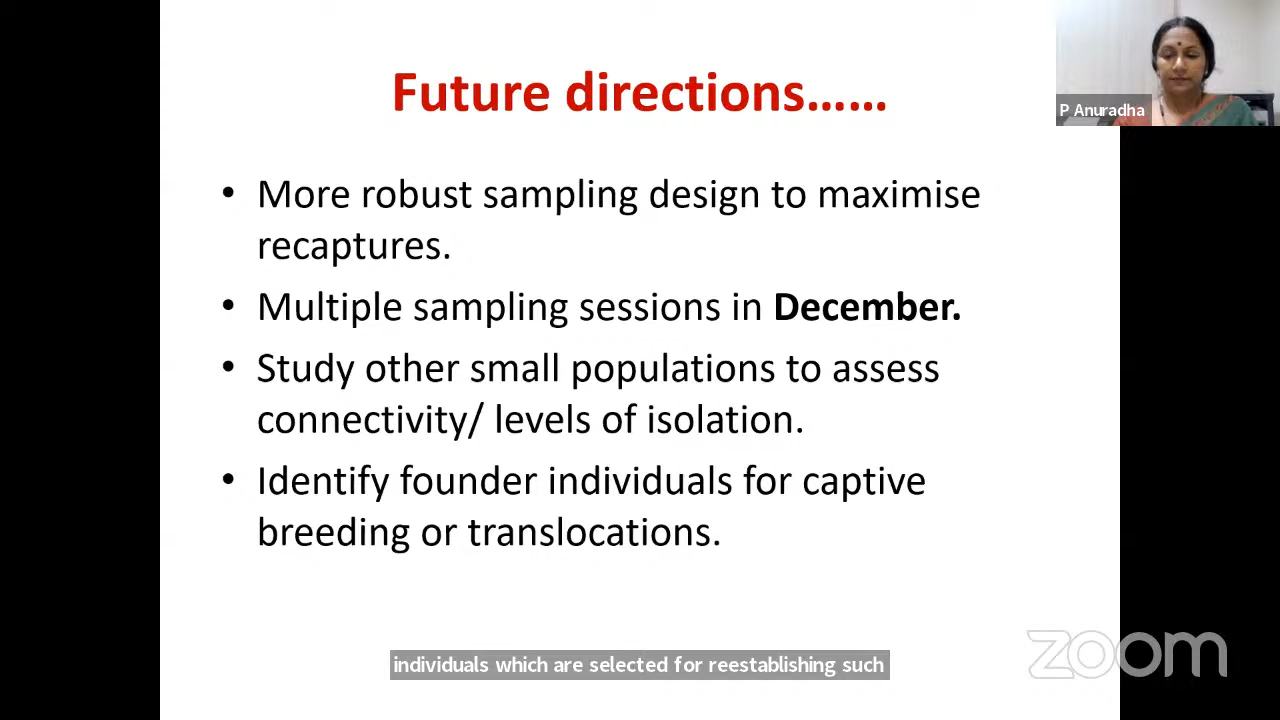 Future directions……
P Anuradha
• More robust sampling design to maximise
recaptures.
• Multiple sampling sessions in December.
• Study other small populations to assess
connectivity/ levels of isolation.
• Identify founder individuals for captive
breeding or translocations.
individuals which are selected for reestablishing such
zoom